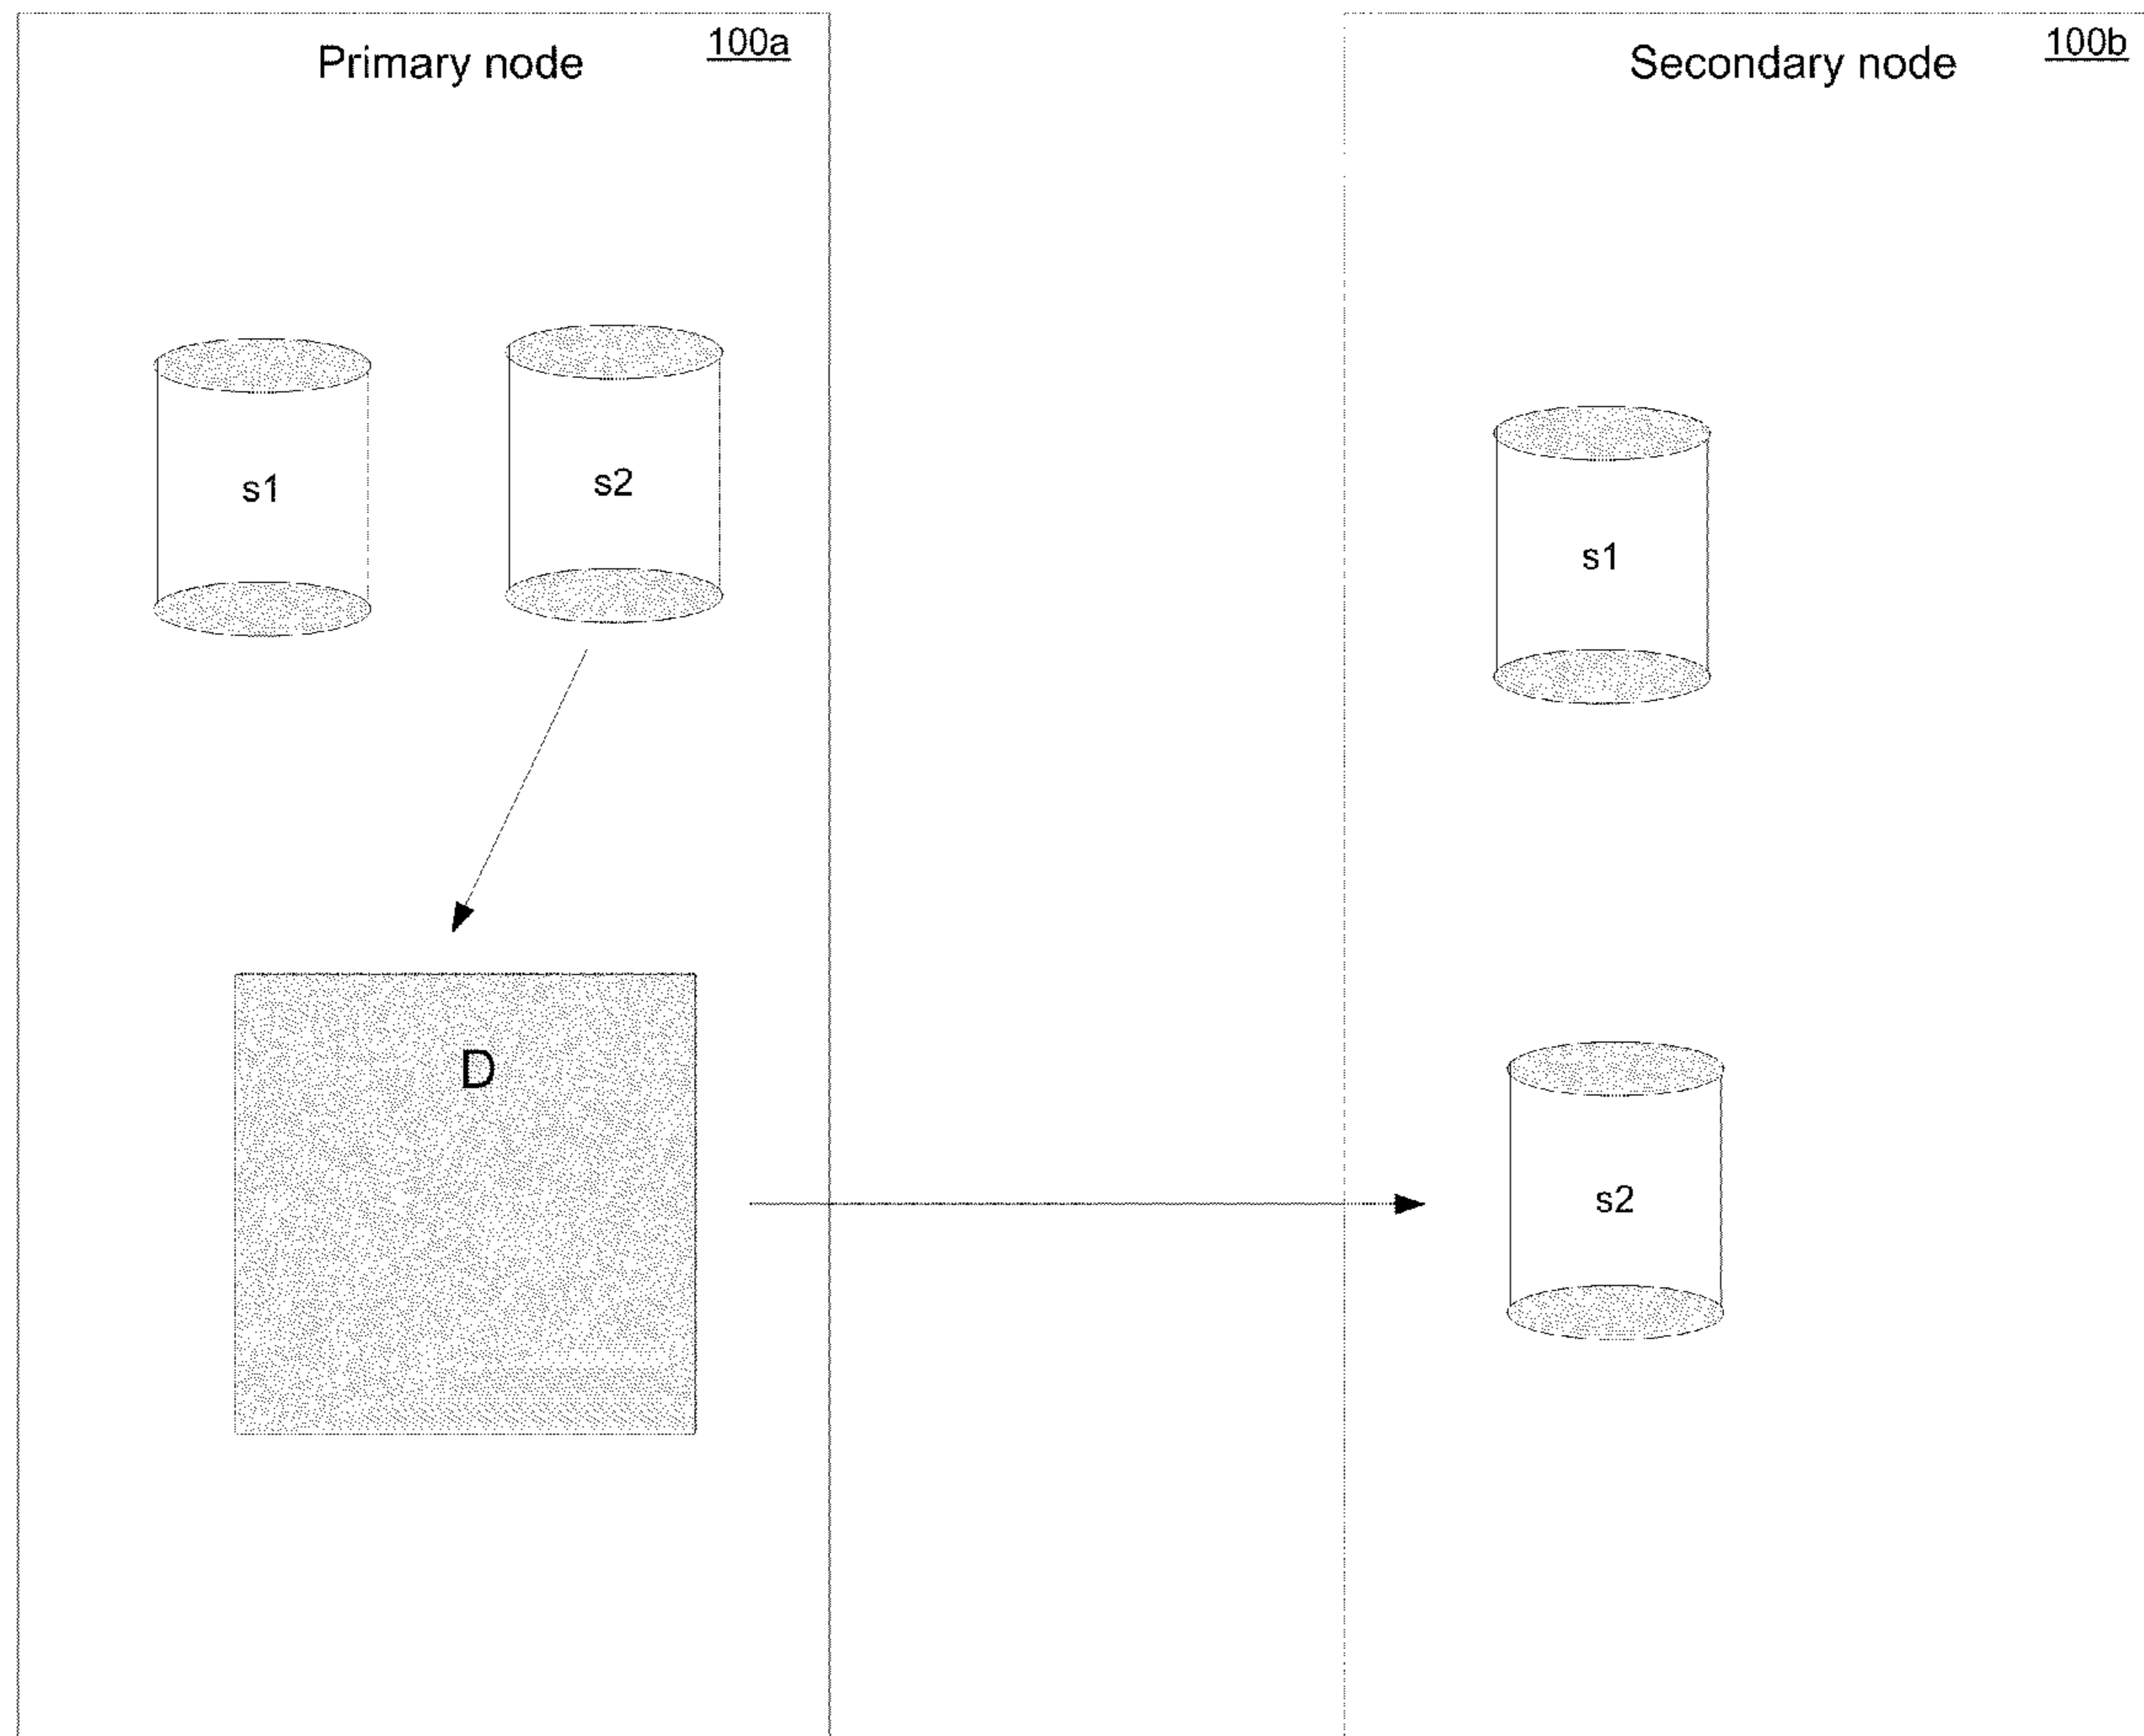 Primary node
100a
Secondary node
100b
s1
s2
s1
D
s2